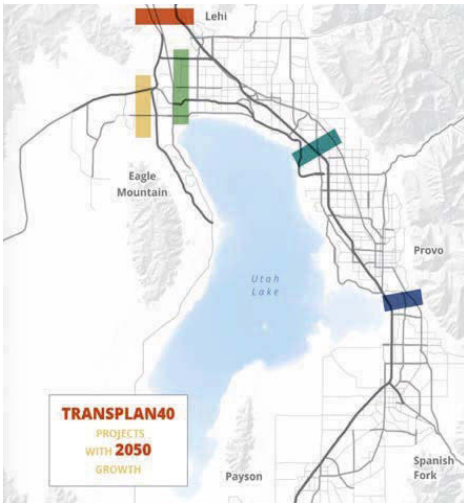 Lehi
Eagle
Mountain
Utah
Lake
Provo
TRANSPLAN40
PROJECTS
WITH 2050
GROWTH
Payson
Spanish
Fork